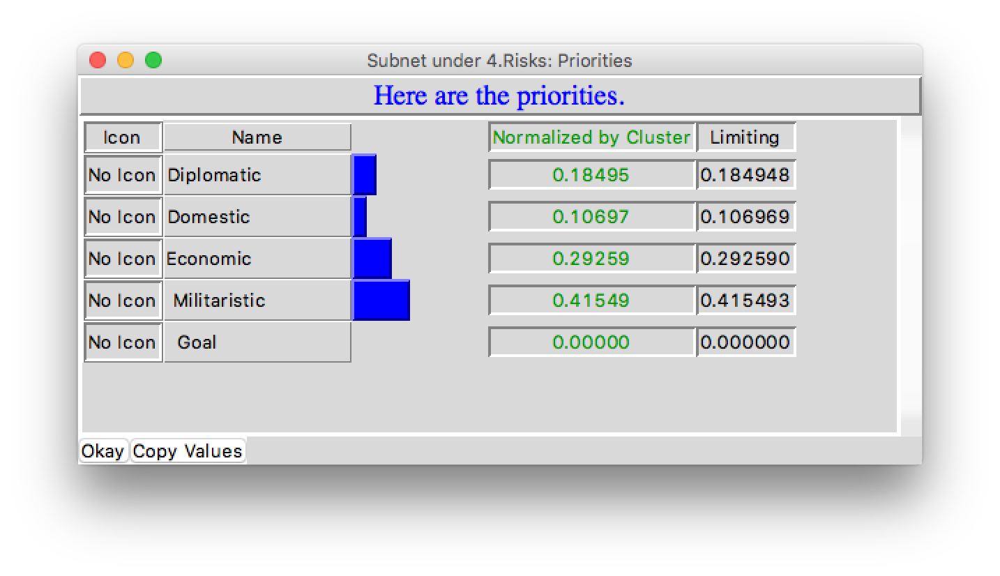 Subnet under 4.Risks: Priorities
Here are the priorities.
Icon Name Normalized by Cluster Limiting
No Icon Diplomatic 0.18495 0.184948
No Icon Domestic 0.10697 0.106969
No Icon Economic 0.29259 0.292590
No Icon Militaristic 0.41549 0.415493
No Icon Goal 0.00000 0.000000
Okay Copy Values